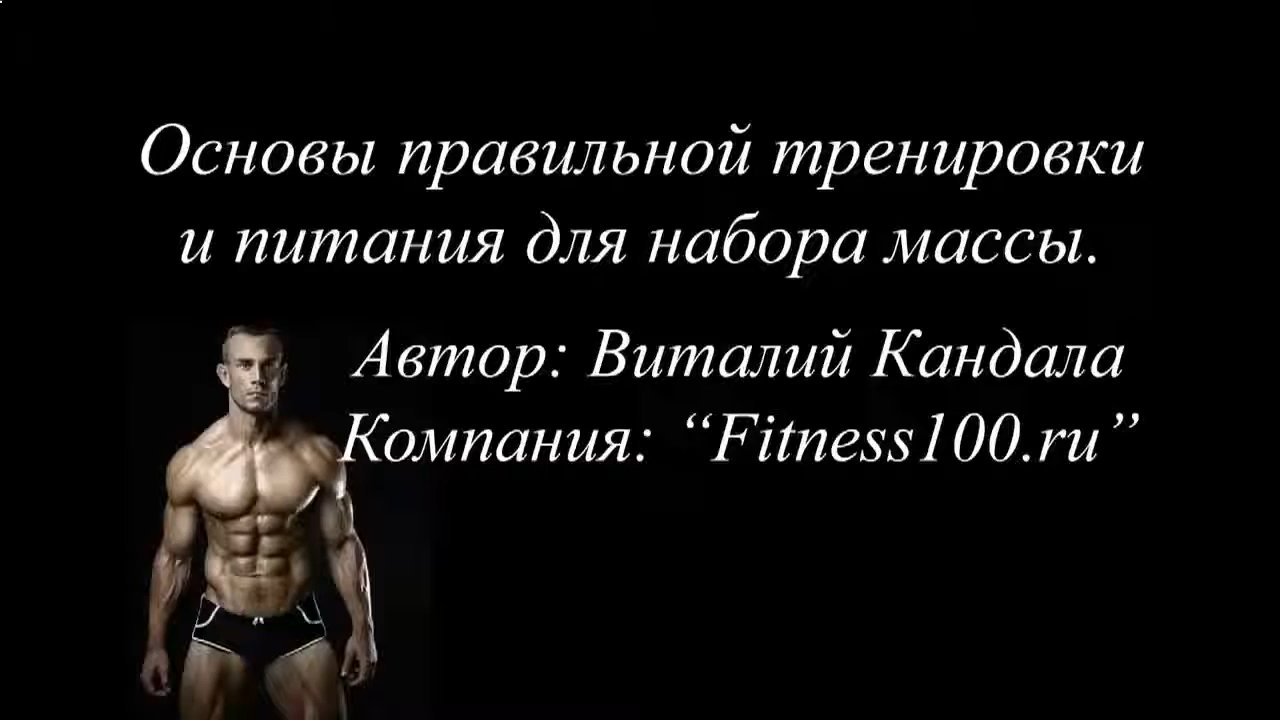 Основы правильной тренировки
и питания для набора массы.
Автор: Виталий Кандала
Компания: “Fitness100.ru”